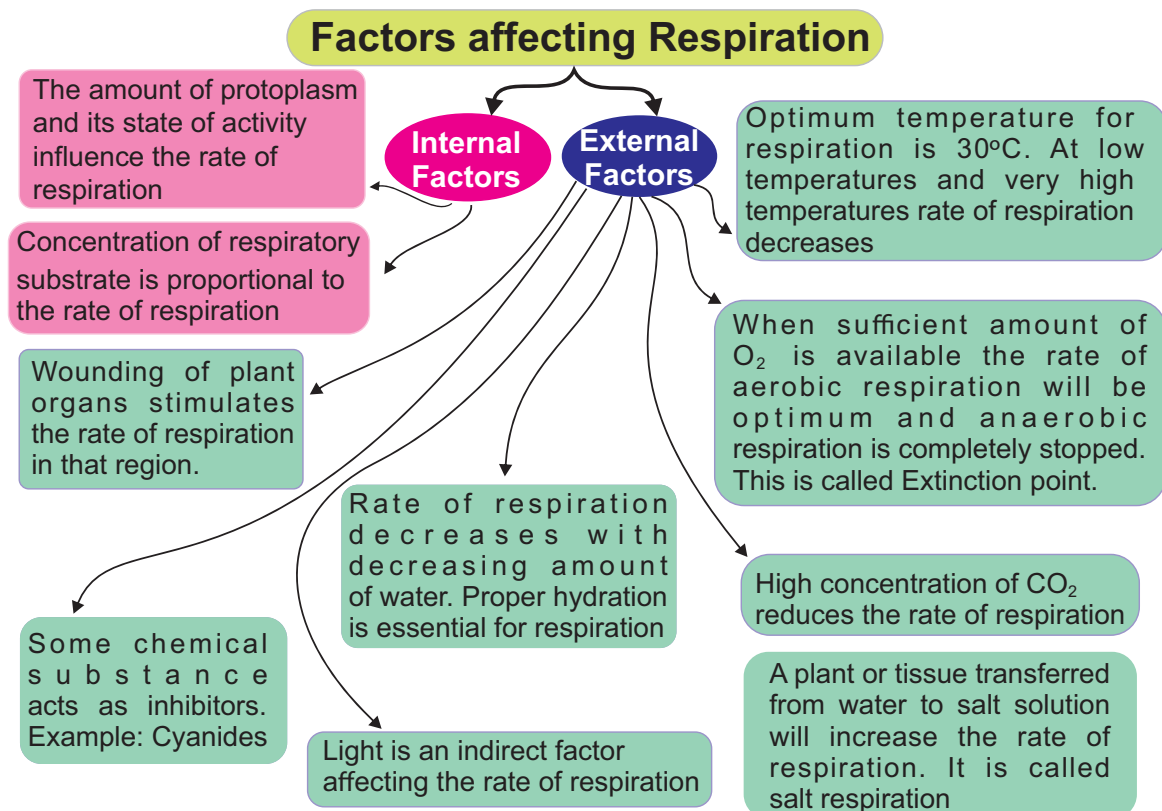 Factors affecting Respiration
Internal
Factors
External
Factors
The amount of protoplasm
and its state of activity
influence the rate of
respiration
Concentration of respiratory
substrate is proportional to
the rate of respiration
Optimum temperature for
respiration is 30ºC. At low
temperatures and very high
temperatures rate of respiration
decreases
When sufficient amount of
O₂ is available the rate of
aerobic respiration will be
optimum and anaerobic
respiration is completely stopped.
This is called Extinction point.
Wounding of plant
organs stimulates
the rate of respiration
in that region.
Rate of respiration
decreases with
decreasing amount
of water. Proper hydration
is essential for respiration
High concentration of CO₂
reduces the rate of respiration
Some chemical
substance
acts as inhibitors.
Example: Cyanides
Light is an indirect factor
affecting the rate of respiration
A plant or tissue transferred
from water to salt solution
will increase the rate of
respiration. It is called
salt respiration